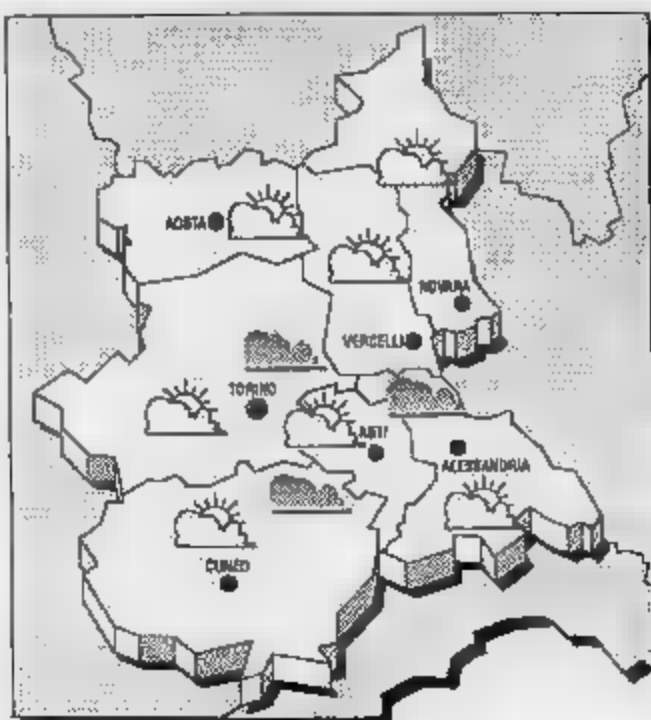 AOSTA
NOVARA
VERCELLI
TORINO
ASTI
ALESSANDRIA
CUNEO